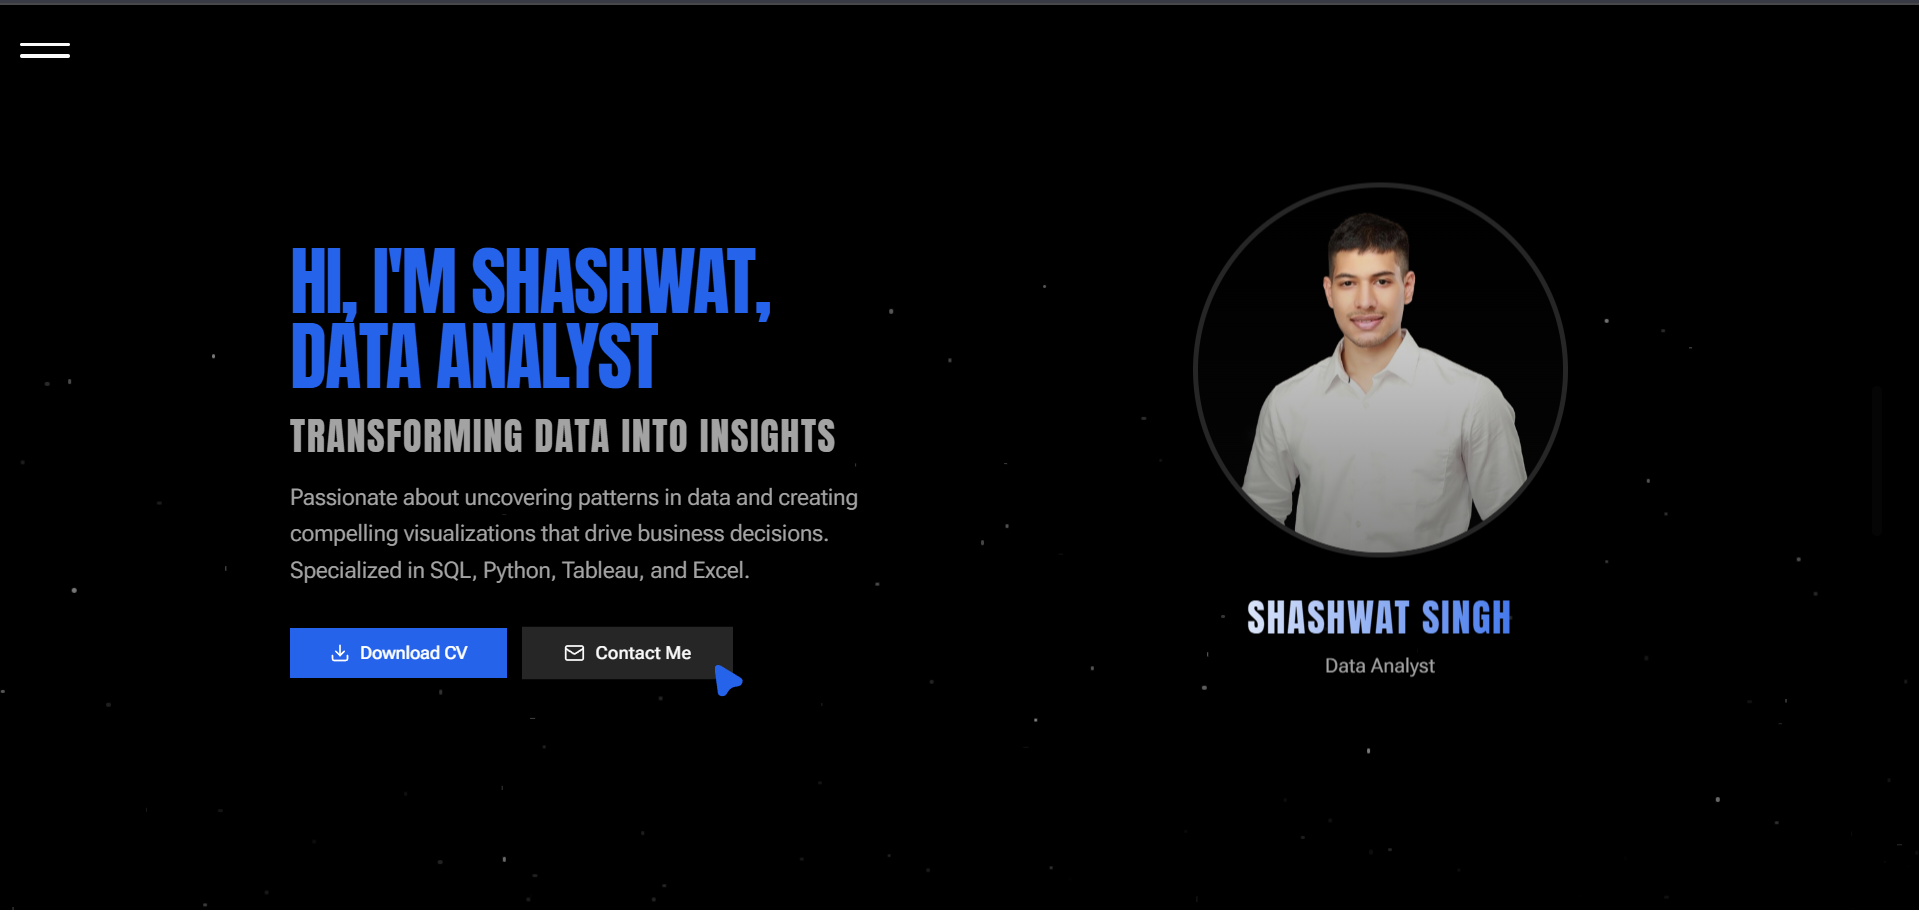 HI, I'M SHASHWAT,
DATA ANALYST
TRANSFORMING DATA INTO INSIGHTS
Passionate about uncovering patterns in data and creating
compelling visualizations that drive business decisions.
Specialized in SQL, Python, Tableau, and Excel.
Download CV
Contact Me
SHASHWAT SINGH
Data Analyst